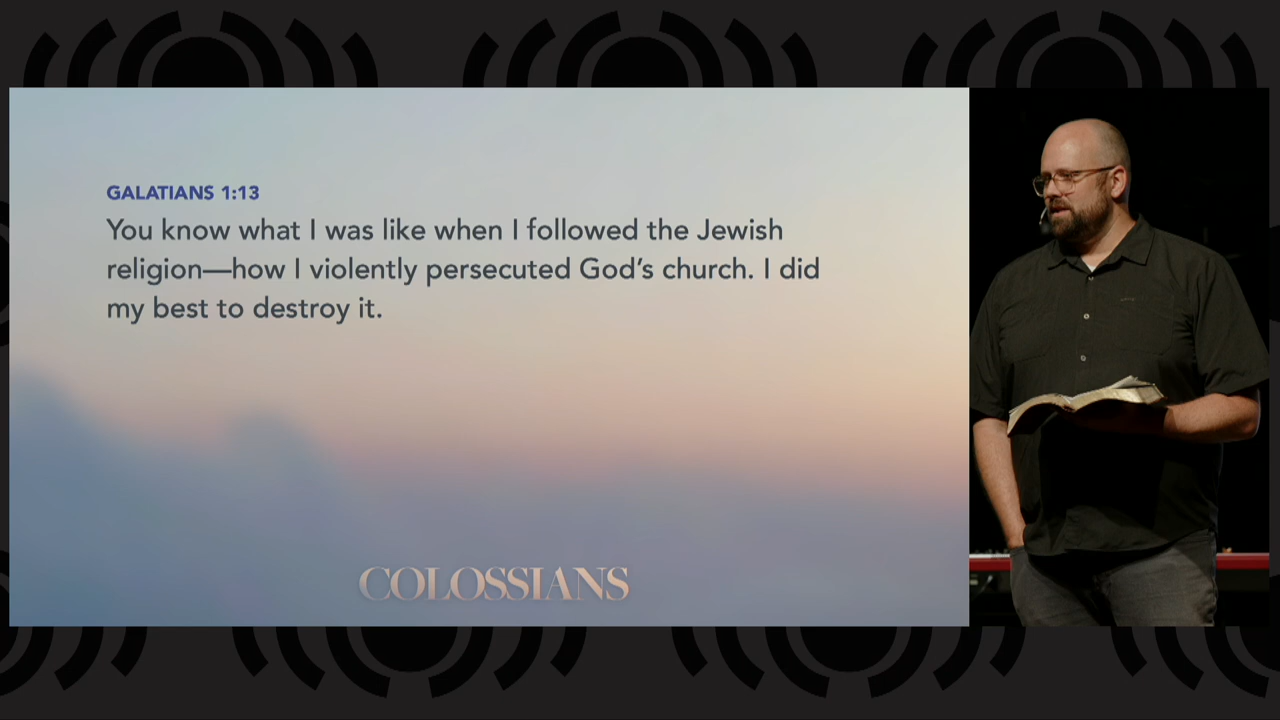 GALATIANS 1:13
You know what I was like when I followed the Jewish
religion—how I violently persecuted God’s church. I did
my best to destroy it.
COLOSSIANS